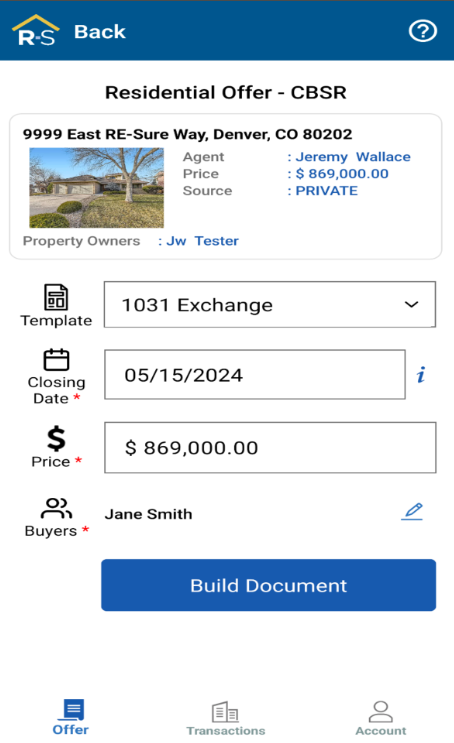 R-S Back ?
Residential Offer - CBSR
9999 East RE-Sure Way, Denver, CO 80202
Agent : Jeremy Wallace
Price : $ 869,000.00
Source : PRIVATE
Property Owners : Jw Tester
Template 1031 Exchange
Closing Date * 05/15/2024 i
$ Price * $ 869,000.00
Buyers * Jane Smith
Build Document
Offer Transactions Account